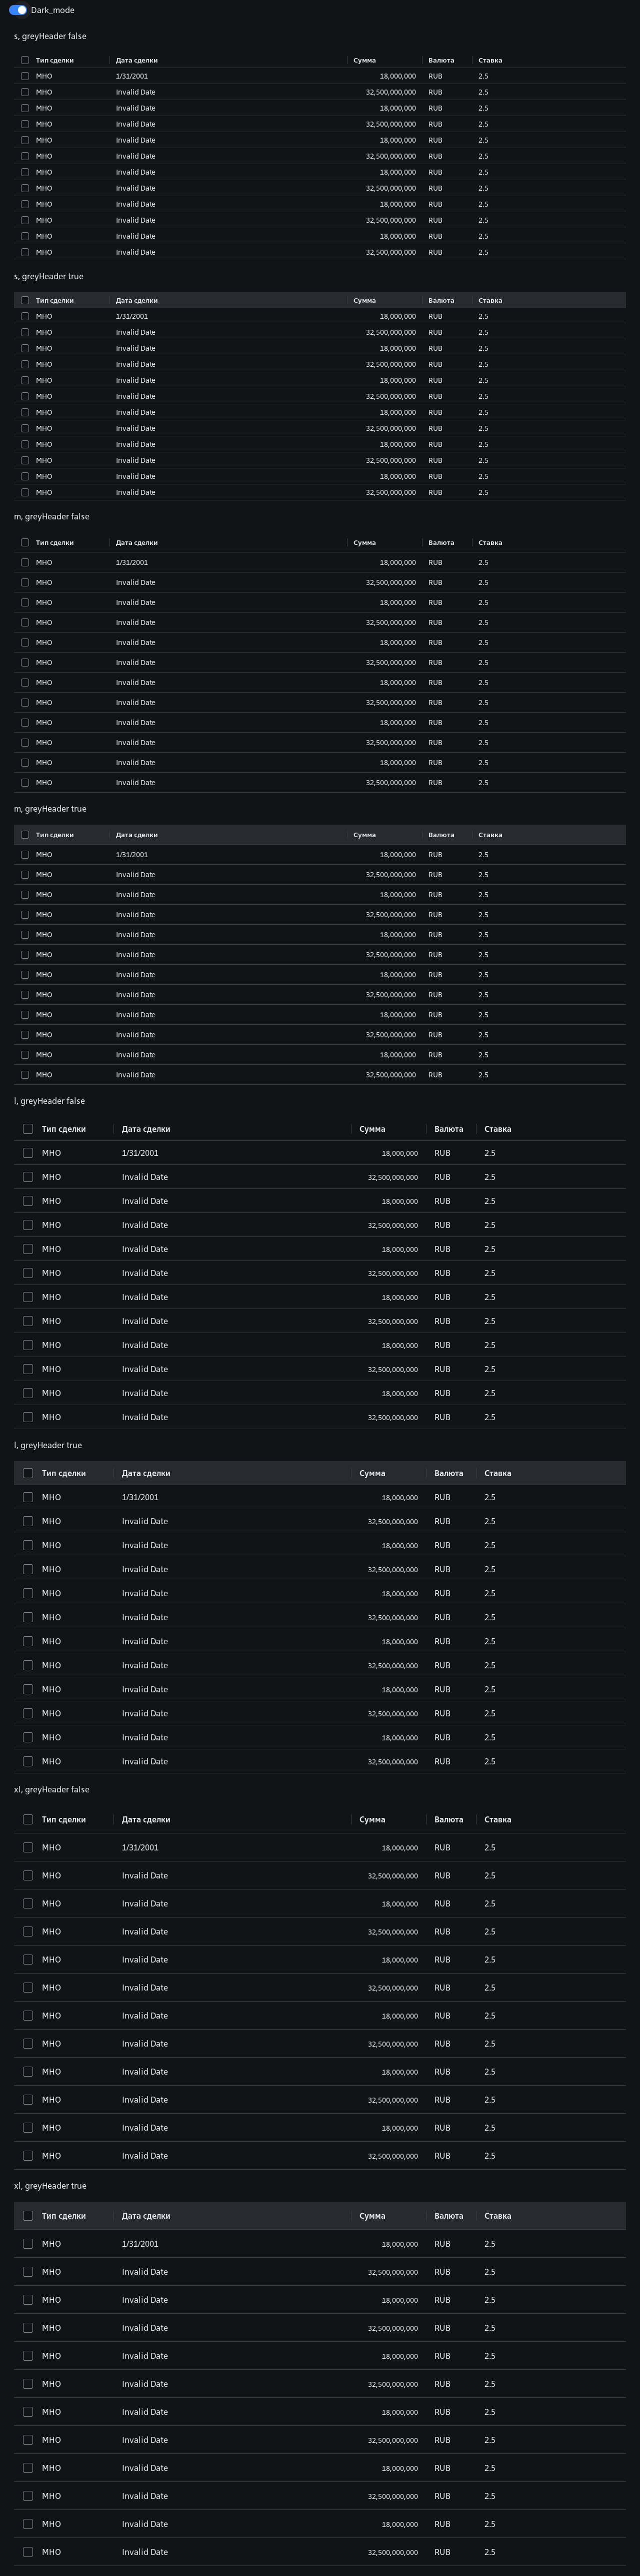 Dark_mode
s, greyHeader false
Тип сделки Дата сделки Сумма Валюта Ставка
МНО 1/31/2001 18,000,000 RUB 2.5
МНО Invalid Date 32,500,000,000 RUB 2.5
МНО Invalid Date 18,000,000 RUB 2.5
МНО Invalid Date 32,500,000,000 RUB 2.5
МНО Invalid Date 18,000,000 RUB 2.5
МНО Invalid Date 32,500,000,000 RUB 2.5
МНО Invalid Date 18,000,000 RUB 2.5
МНО Invalid Date 32,500,000,000 RUB 2.5
МНО Invalid Date 18,000,000 RUB 2.5
МНО Invalid Date 32,500,000,000 RUB 2.5
МНО Invalid Date 18,000,000 RUB 2.5
МНО Invalid Date 32,500,000,000 RUB 2.5
s, greyHeader true
Тип сделки Дата сделки Сумма Валюта Ставка
МНО 1/31/2001 18,000,000 RUB 2.5
МНО Invalid Date 32,500,000,000 RUB 2.5
МНО Invalid Date 18,000,000 RUB 2.5
МНО Invalid Date 32,500,000,000 RUB 2.5
МНО Invalid Date 18,000,000 RUB 2.5
МНО Invalid Date 32,500,000,000 RUB 2.5
МНО Invalid Date 18,000,000 RUB 2.5
МНО Invalid Date 32,500,000,000 RUB 2.5
МНО Invalid Date 18,000,000 RUB 2.5
МНО Invalid Date 32,500,000,000 RUB 2.5
МНО Invalid Date 18,000,000 RUB 2.5
МНО Invalid Date 32,500,000,000 RUB 2.5
m, greyHeader false
Тип сделки Дата сделки Сумма Валюта Ставка
МНО 1/31/2001 18,000,000 RUB 2.5
МНО Invalid Date 32,500,000,000 RUB 2.5
МНО Invalid Date 18,000,000 RUB 2.5
МНО Invalid Date 32,500,000,000 RUB 2.5
МНО Invalid Date 18,000,000 RUB 2.5
МНО Invalid Date 32,500,000,000 RUB 2.5
МНО Invalid Date 18,000,000 RUB 2.5
МНО Invalid Date 32,500,000,000 RUB 2.5
МНО Invalid Date 18,000,000 RUB 2.5
МНО Invalid Date 32,500,000,000 RUB 2.5
МНО Invalid Date 18,000,000 RUB 2.5
МНО Invalid Date 32,500,000,000 RUB 2.5
m, greyHeader true
Тип сделки Дата сделки Сумма Валюта Ставка
МНО 1/31/2001 18,000,000 RUB 2.5
МНО Invalid Date 32,500,000,000 RUB 2.5
МНО Invalid Date 18,000,000 RUB 2.5
МНО Invalid Date 32,500,000,000 RUB 2.5
МНО Invalid Date 18,000,000 RUB 2.5
МНО Invalid Date 32,500,000,000 RUB 2.5
МНО Invalid Date 18,000,000 RUB 2.5
МНО Invalid Date 32,500,000,000 RUB 2.5
МНО Invalid Date 18,000,000 RUB 2.5
МНО Invalid Date 32,500,000,000 RUB 2.5
МНО Invalid Date 18,000,000 RUB 2.5
МНО Invalid Date 32,500,000,000 RUB 2.5
l, greyHeader false
Тип сделки Дата сделки Сумма Валюта Ставка
МНО 1/31/2001 18,000,000 RUB 2.5
МНО Invalid Date 32,500,000,000 RUB 2.5
МНО Invalid Date 18,000,000 RUB 2.5
МНО Invalid Date 32,500,000,000 RUB 2.5
МНО Invalid Date 18,000,000 RUB 2.5
МНО Invalid Date 32,500,000,000 RUB 2.5
МНО Invalid Date 18,000,000 RUB 2.5
МНО Invalid Date 32,500,000,000 RUB 2.5
МНО Invalid Date 18,000,000 RUB 2.5
МНО Invalid Date 32,500,000,000 RUB 2.5
МНО Invalid Date 18,000,000 RUB 2.5
МНО Invalid Date 32,500,000,000 RUB 2.5
l, greyHeader true
Тип сделки Дата сделки Сумма Валюта Ставка
МНО 1/31/2001 18,000,000 RUB 2.5
МНО Invalid Date 32,500,000,000 RUB 2.5
МНО Invalid Date 18,000,000 RUB 2.5
МНО Invalid Date 32,500,000,000 RUB 2.5
МНО Invalid Date 18,000,000 RUB 2.5
МНО Invalid Date 32,500,000,000 RUB 2.5
МНО Invalid Date 18,000,000 RUB 2.5
МНО Invalid Date 32,500,000,000 RUB 2.5
МНО Invalid Date 18,000,000 RUB 2.5
МНО Invalid Date 32,500,000,000 RUB 2.5
МНО Invalid Date 18,000,000 RUB 2.5
МНО Invalid Date 32,500,000,000 RUB 2.5
xl, greyHeader false
Тип сделки Дата сделки Сумма Валюта Ставка
МНО 1/31/2001 18,000,000 RUB 2.5
МНО Invalid Date 32,500,000,000 RUB 2.5
МНО Invalid Date 18,000,000 RUB 2.5
МНО Invalid Date 32,500,000,000 RUB 2.5
МНО Invalid Date 18,000,000 RUB 2.5
МНО Invalid Date 32,500,000,000 RUB 2.5
МНО Invalid Date 18,000,000 RUB 2.5
МНО Invalid Date 32,500,000,000 RUB 2.5
МНО Invalid Date 18,000,000 RUB 2.5
МНО Invalid Date 32,500,000,000 RUB 2.5
МНО Invalid Date 18,000,000 RUB 2.5
МНО Invalid Date 32,500,000,000 RUB 2.5
xl, greyHeader true
Тип сделки Дата сделки Сумма Валюта Ставка
МНО 1/31/2001 18,000,000 RUB 2.5
МНО Invalid Date 32,500,000,000 RUB 2.5
МНО Invalid Date 18,000,000 RUB 2.5
МНО Invalid Date 32,500,000,000 RUB 2.5
МНО Invalid Date 18,000,000 RUB 2.5
МНО Invalid Date 32,500,000,000 RUB 2.5
МНО Invalid Date 18,000,000 RUB 2.5
МНО Invalid Date 32,500,000,000 RUB 2.5
МНО Invalid Date 18,000,000 RUB 2.5
МНО Invalid Date 32,500,000,000 RUB 2.5
МНО Invalid Date 18,000,000 RUB 2.5
МНО Invalid Date 32,500,000,000 RUB 2.5